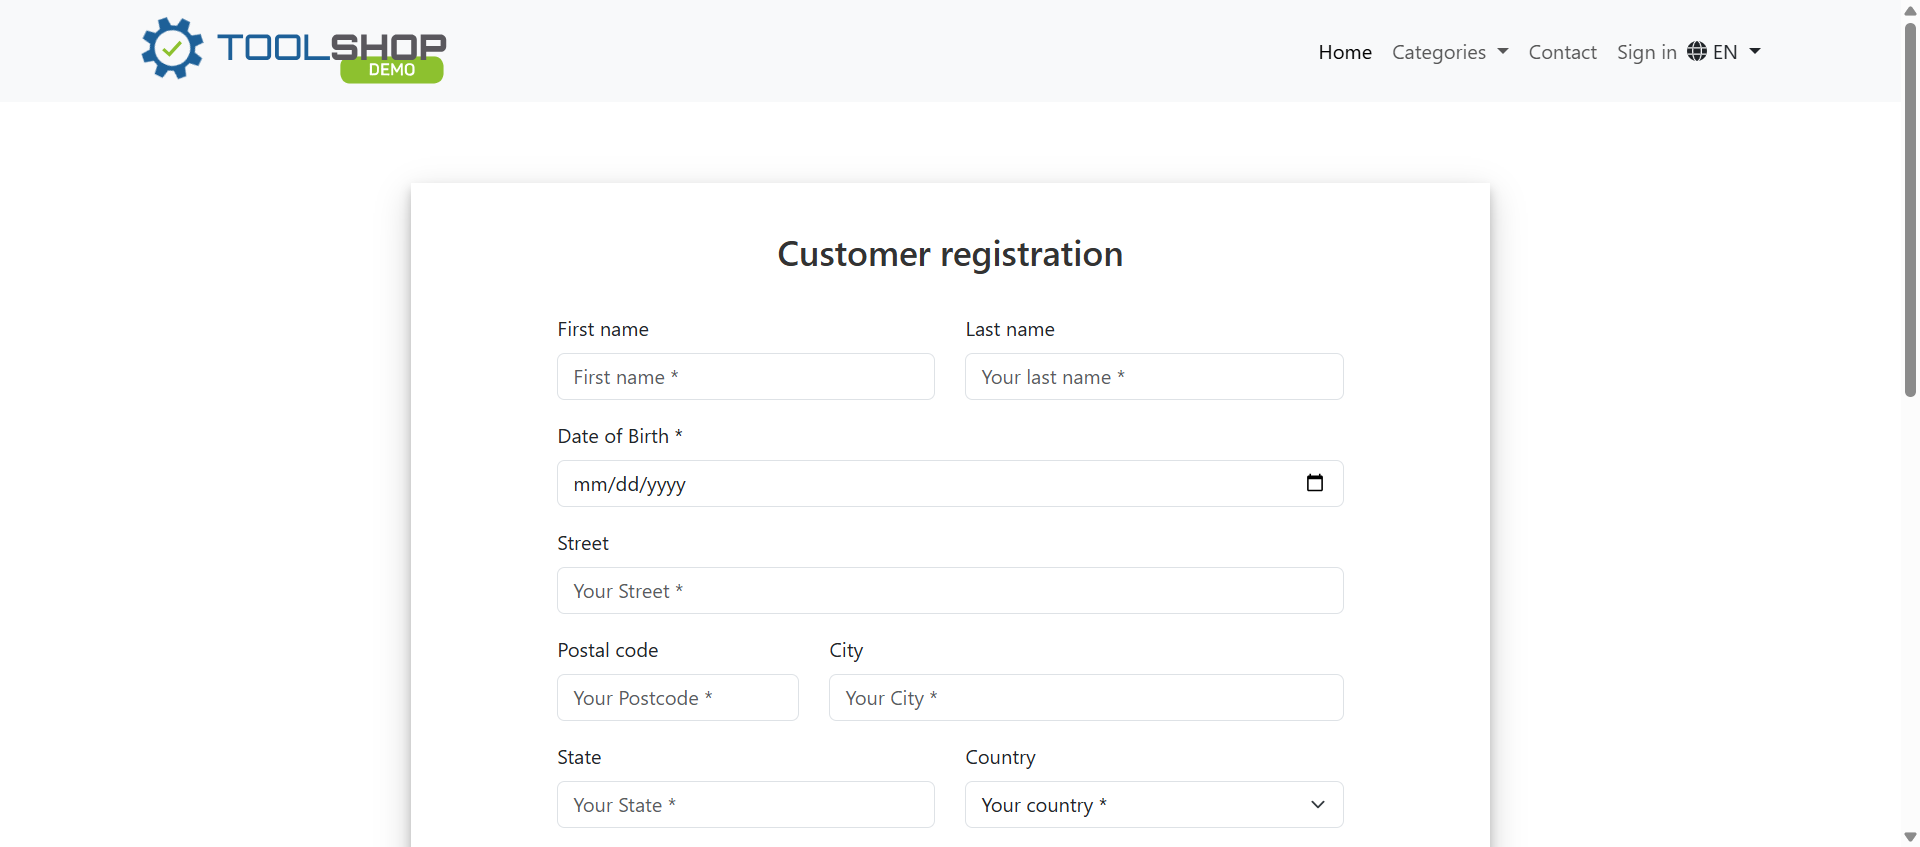 TOOLSHOP
DEMO
Home Categories Contact Sign in EN
Customer registration
First name Last name
First name * Your last name *
Date of Birth *
mm/dd/yyyy
Street
Your Street *
Postal code City
Your Postcode * Your City *
State Country
Your State * Your country *